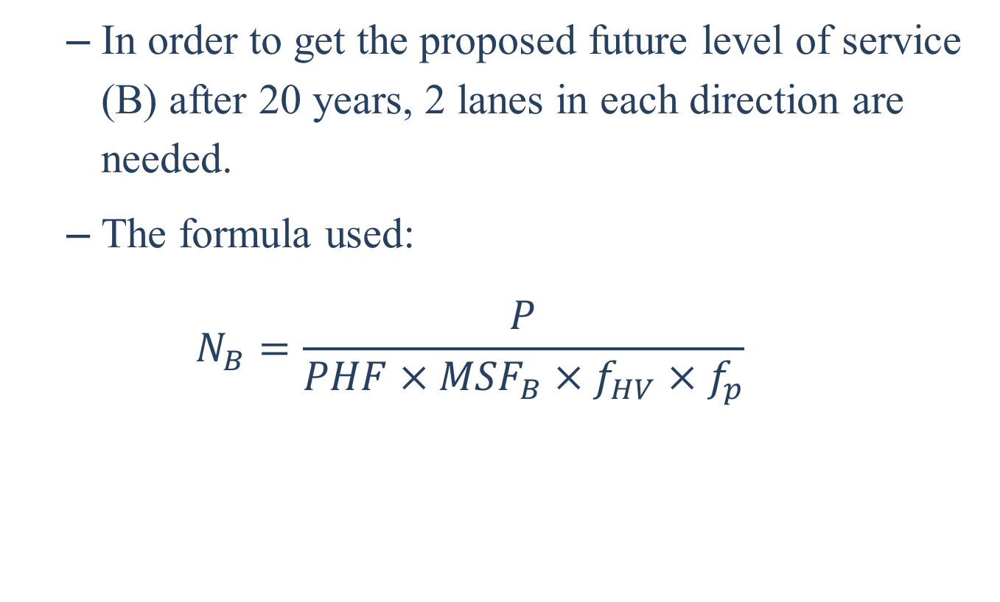 – In order to get the proposed future level of service
(B) after 20 years, 2 lanes in each direction are
needed.
– The formula used:
N_B = P / (PHF × MSF_B × f_HV × f_p)